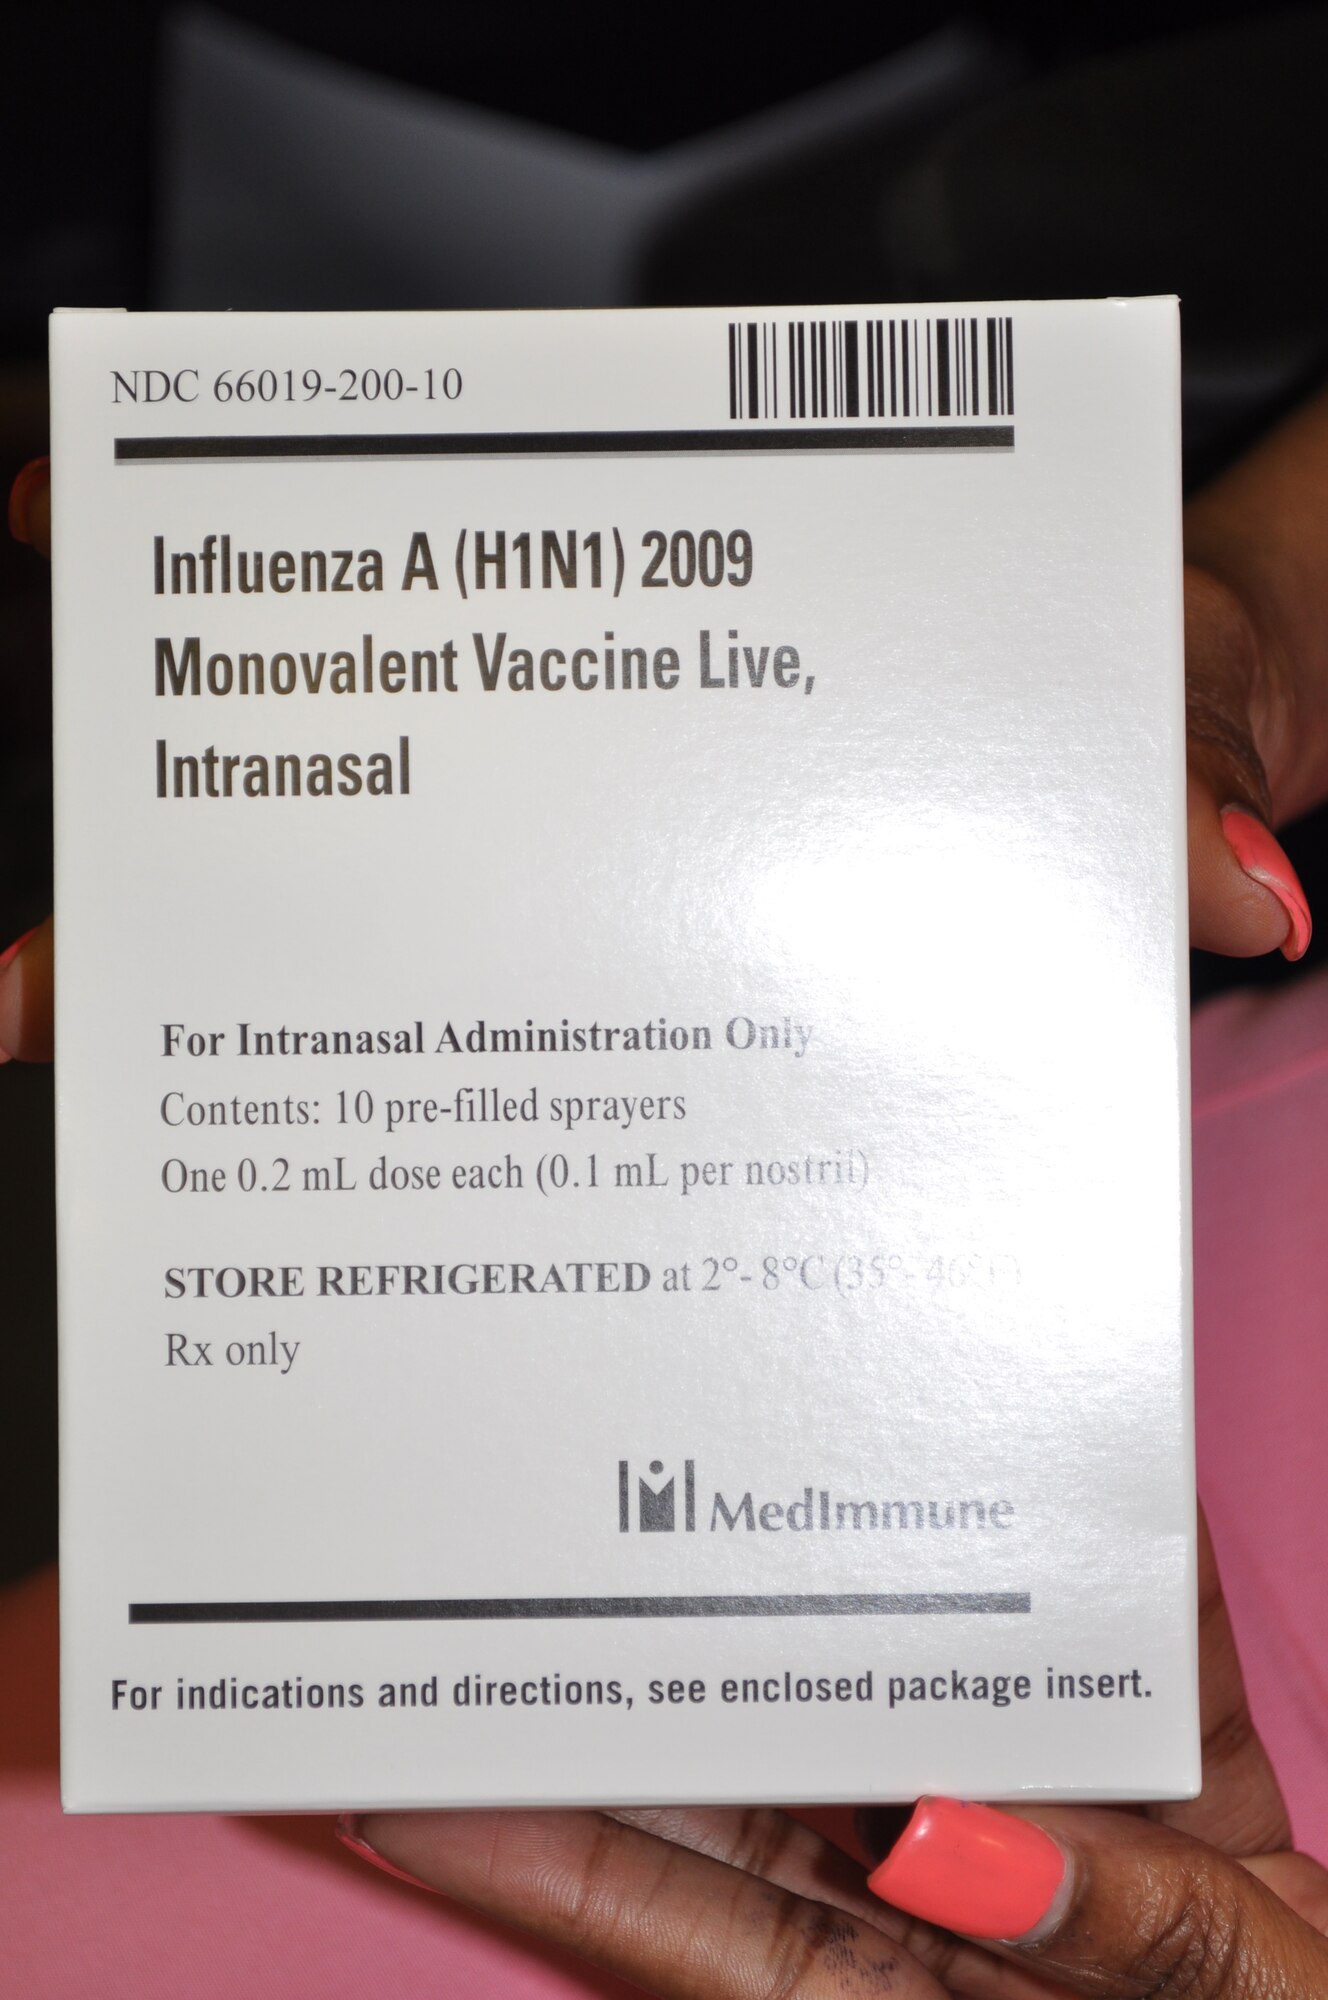 NDC 66019-200-10
Influenza A (H1N1) 2009
Monovalent Vaccine Live,
Intranasal
For Intranasal Administration Only
Contents: 10 pre-filled sprayers
One 0.2 mL dose each (0.1 mL per nostril)
STORE REFRIGERATED at 2°- 8°C (35°- 46°F)
Rx only
MedImmune
For indications and directions, see enclosed package insert.